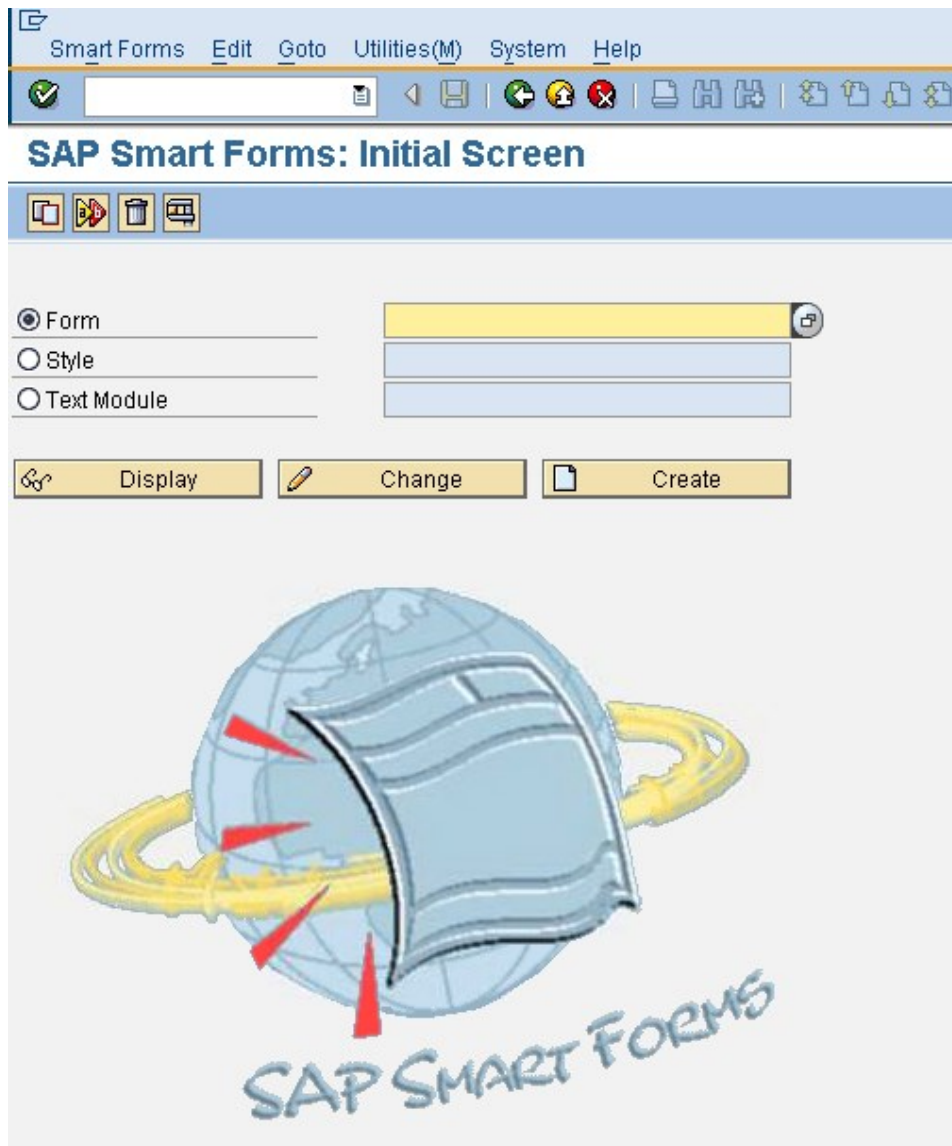 Smart Forms Edit Goto Utilities(M) System Help
SAP Smart Forms: Initial Screen
Form
Style
Text Module
Display Change Create
SAP SMART FORMS